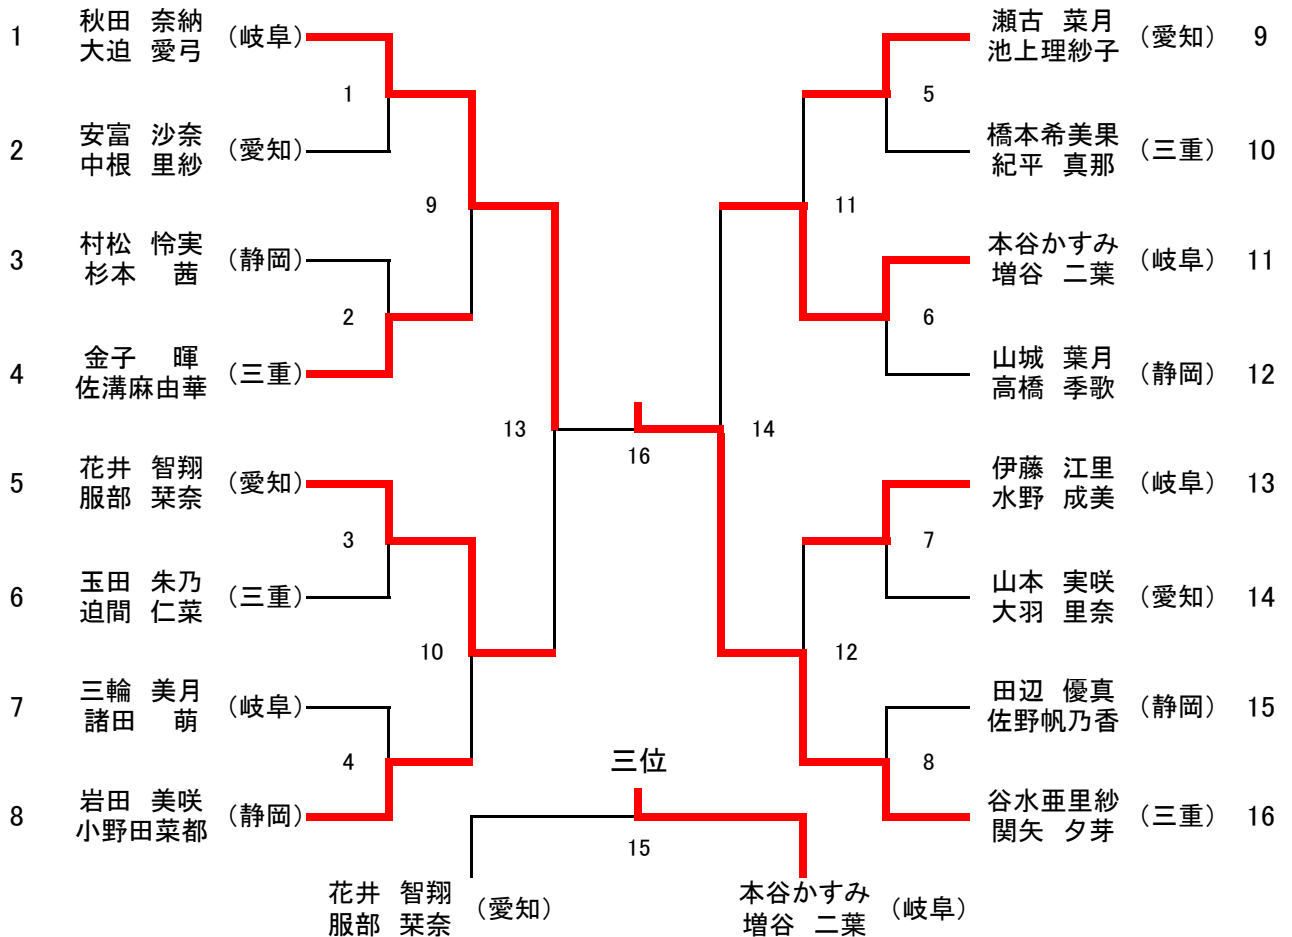 1 秋田 奈納 (岐阜)
大迫 愛弓
1
2 安富 沙奈 (愛知)
中根 里紗
9
3 村松 怜実 (静岡)
杉本 茜
2
4 金子 暉 (三重)
佐溝麻由華
13
5 花井 智翔 (愛知)
服部 栞奈
3
6 玉田 朱乃 (三重)
迫間 仁菜
10
7 三輪 美月 (岐阜)
諸田 萌
4
8 岩田 美咲 (静岡)
小野田菜都
16
瀬古 菜月 (愛知) 9
池上理紗子
5
橋本希美果 (三重) 10
紀平 真那
11
本谷かすみ (岐阜) 11
増谷 二葉
6
山城 葉月 (静岡) 12
高橋 季歌
14
伊藤 江里 (岐阜) 13
水野 成美
7
山本 実咲 (愛知) 14
大羽 里奈
12
田辺 優真 (静岡) 15
佐野帆乃香
8
谷水亜里紗 (三重) 16
関矢 夕芽
三位
15
花井 智翔 (愛知)
服部 栞奈
本谷かすみ (岐阜)
増谷 二葉